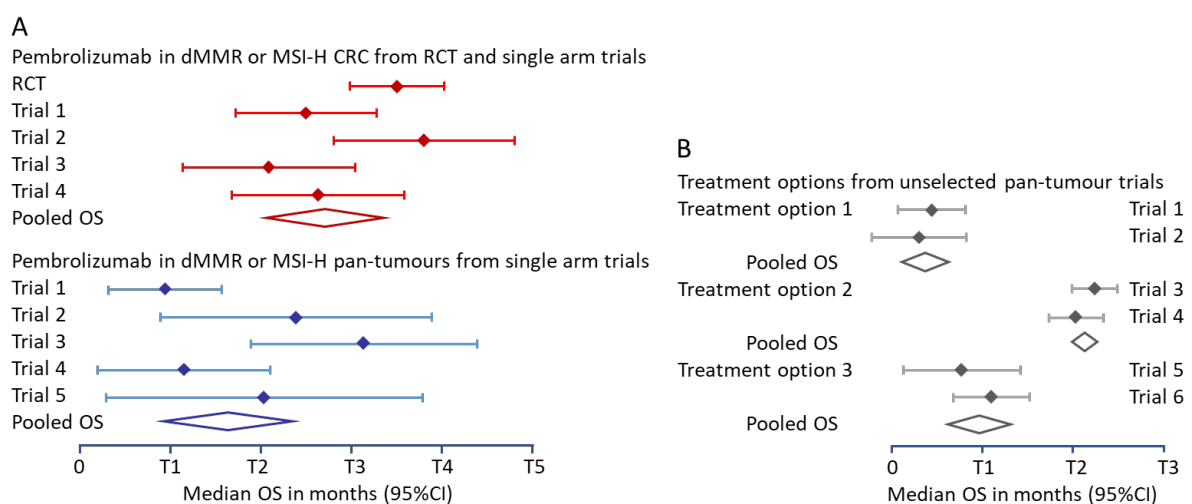 A
Pembrolizumab in dMMR or MSI-H CRC from RCT and single arm trials
RCT
Trial 1
Trial 2
Trial 3
Trial 4
Pooled OS
Pembrolizumab in dMMR or MSI-H pan-tumours from single arm trials
Trial 1
Trial 2
Trial 3
Trial 4
Trial 5
Pooled OS
0 T1 T2 T3 T4 T5
Median OS in months (95%CI)
B
Treatment options from unselected pan-tumour trials
Treatment option 1 Trial 1
Trial 2
Pooled OS
Treatment option 2 Trial 3
Trial 4
Pooled OS
Treatment option 3 Trial 5
Trial 6
Pooled OS
0 T1 T2 T3
Median OS in months (95%CI)